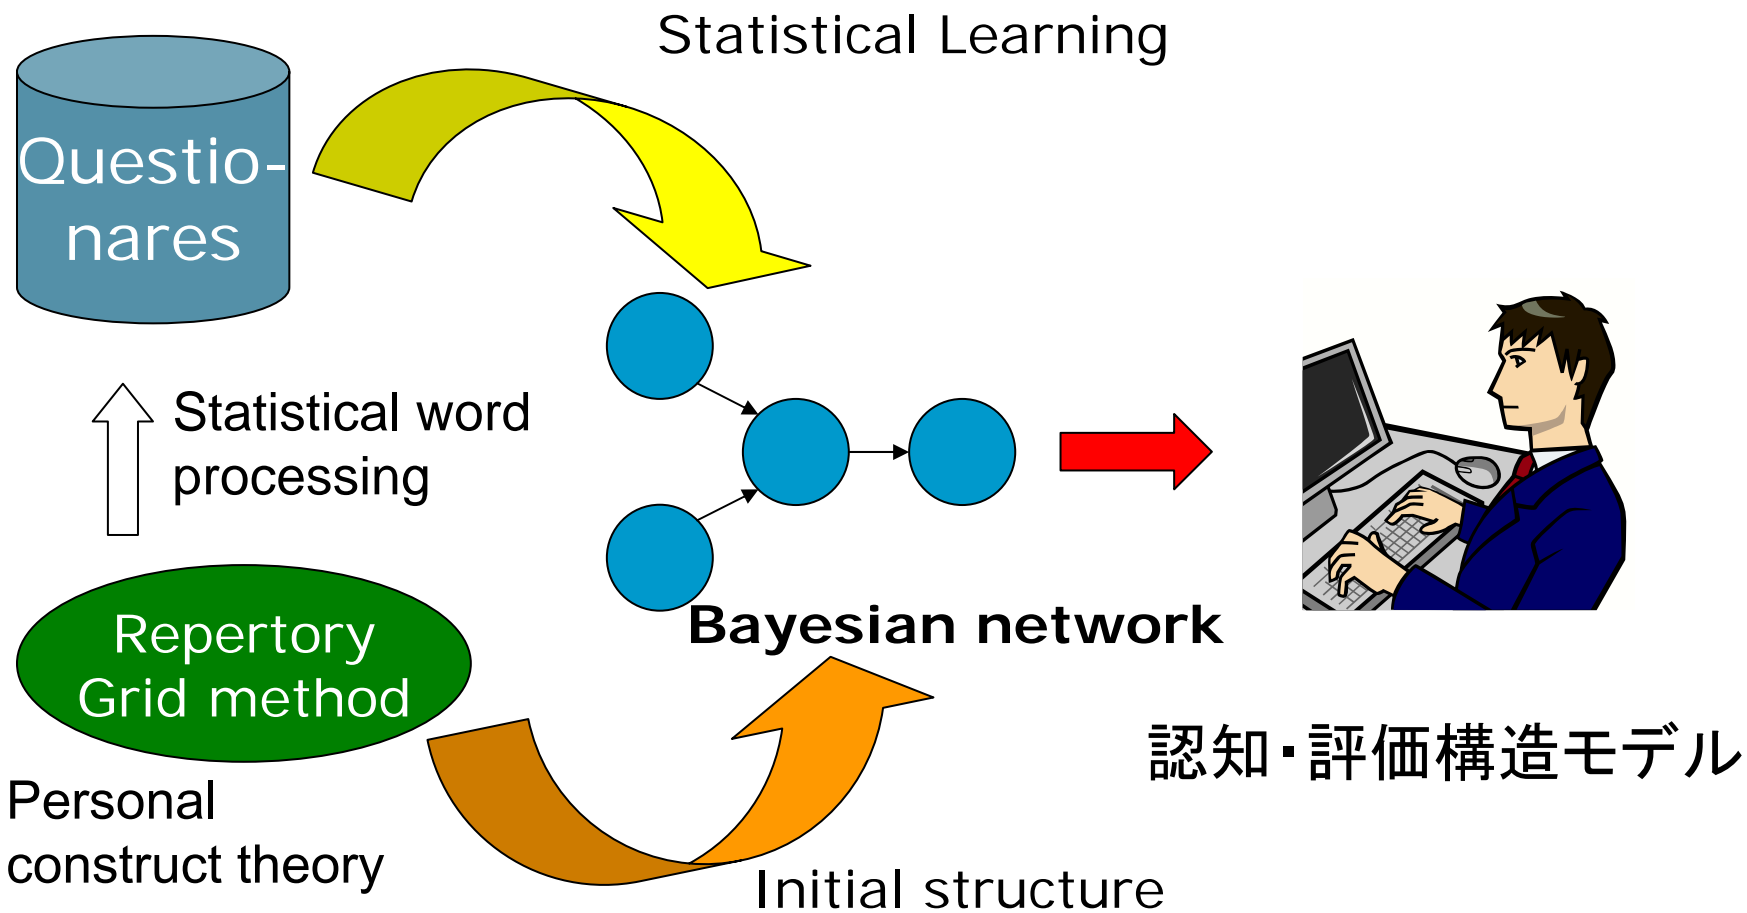 Statistical Learning
Questio-
nares
Statistical word
processing
Repertory
Grid method
Bayesian network
認知・評価構造モデル
Personal
construct theory
Initial structure